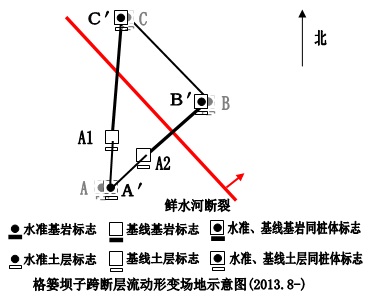 C′ C
北
B′ B
A1
A2
A A′
鲜水河断裂
水准基岩标志 基线基岩标志 水准、基线基岩同桩体标志
水准土层标志 基线土层标志 水准、基线土层同桩体标志
格篓坝子跨断层流动形变场地示意图(2013.8-)